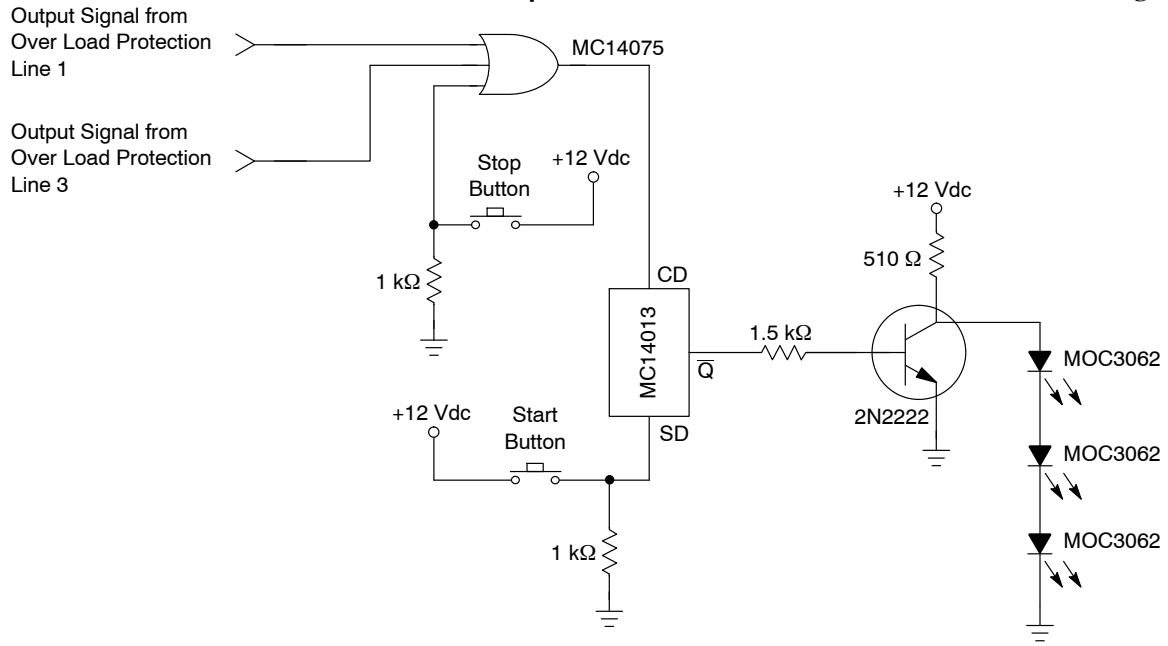 Output Signal from
Over Load Protection
Line 1
MC14075
Output Signal from
Over Load Protection
Line 3
Stop
Button
+12 Vdc
1 kΩ
+12 Vdc
510 Ω
CD
MC14013
Q̅
SD
1.5 kΩ
2N2222
MOC3062
MOC3062
MOC3062
+12 Vdc
Start
Button
1 kΩ